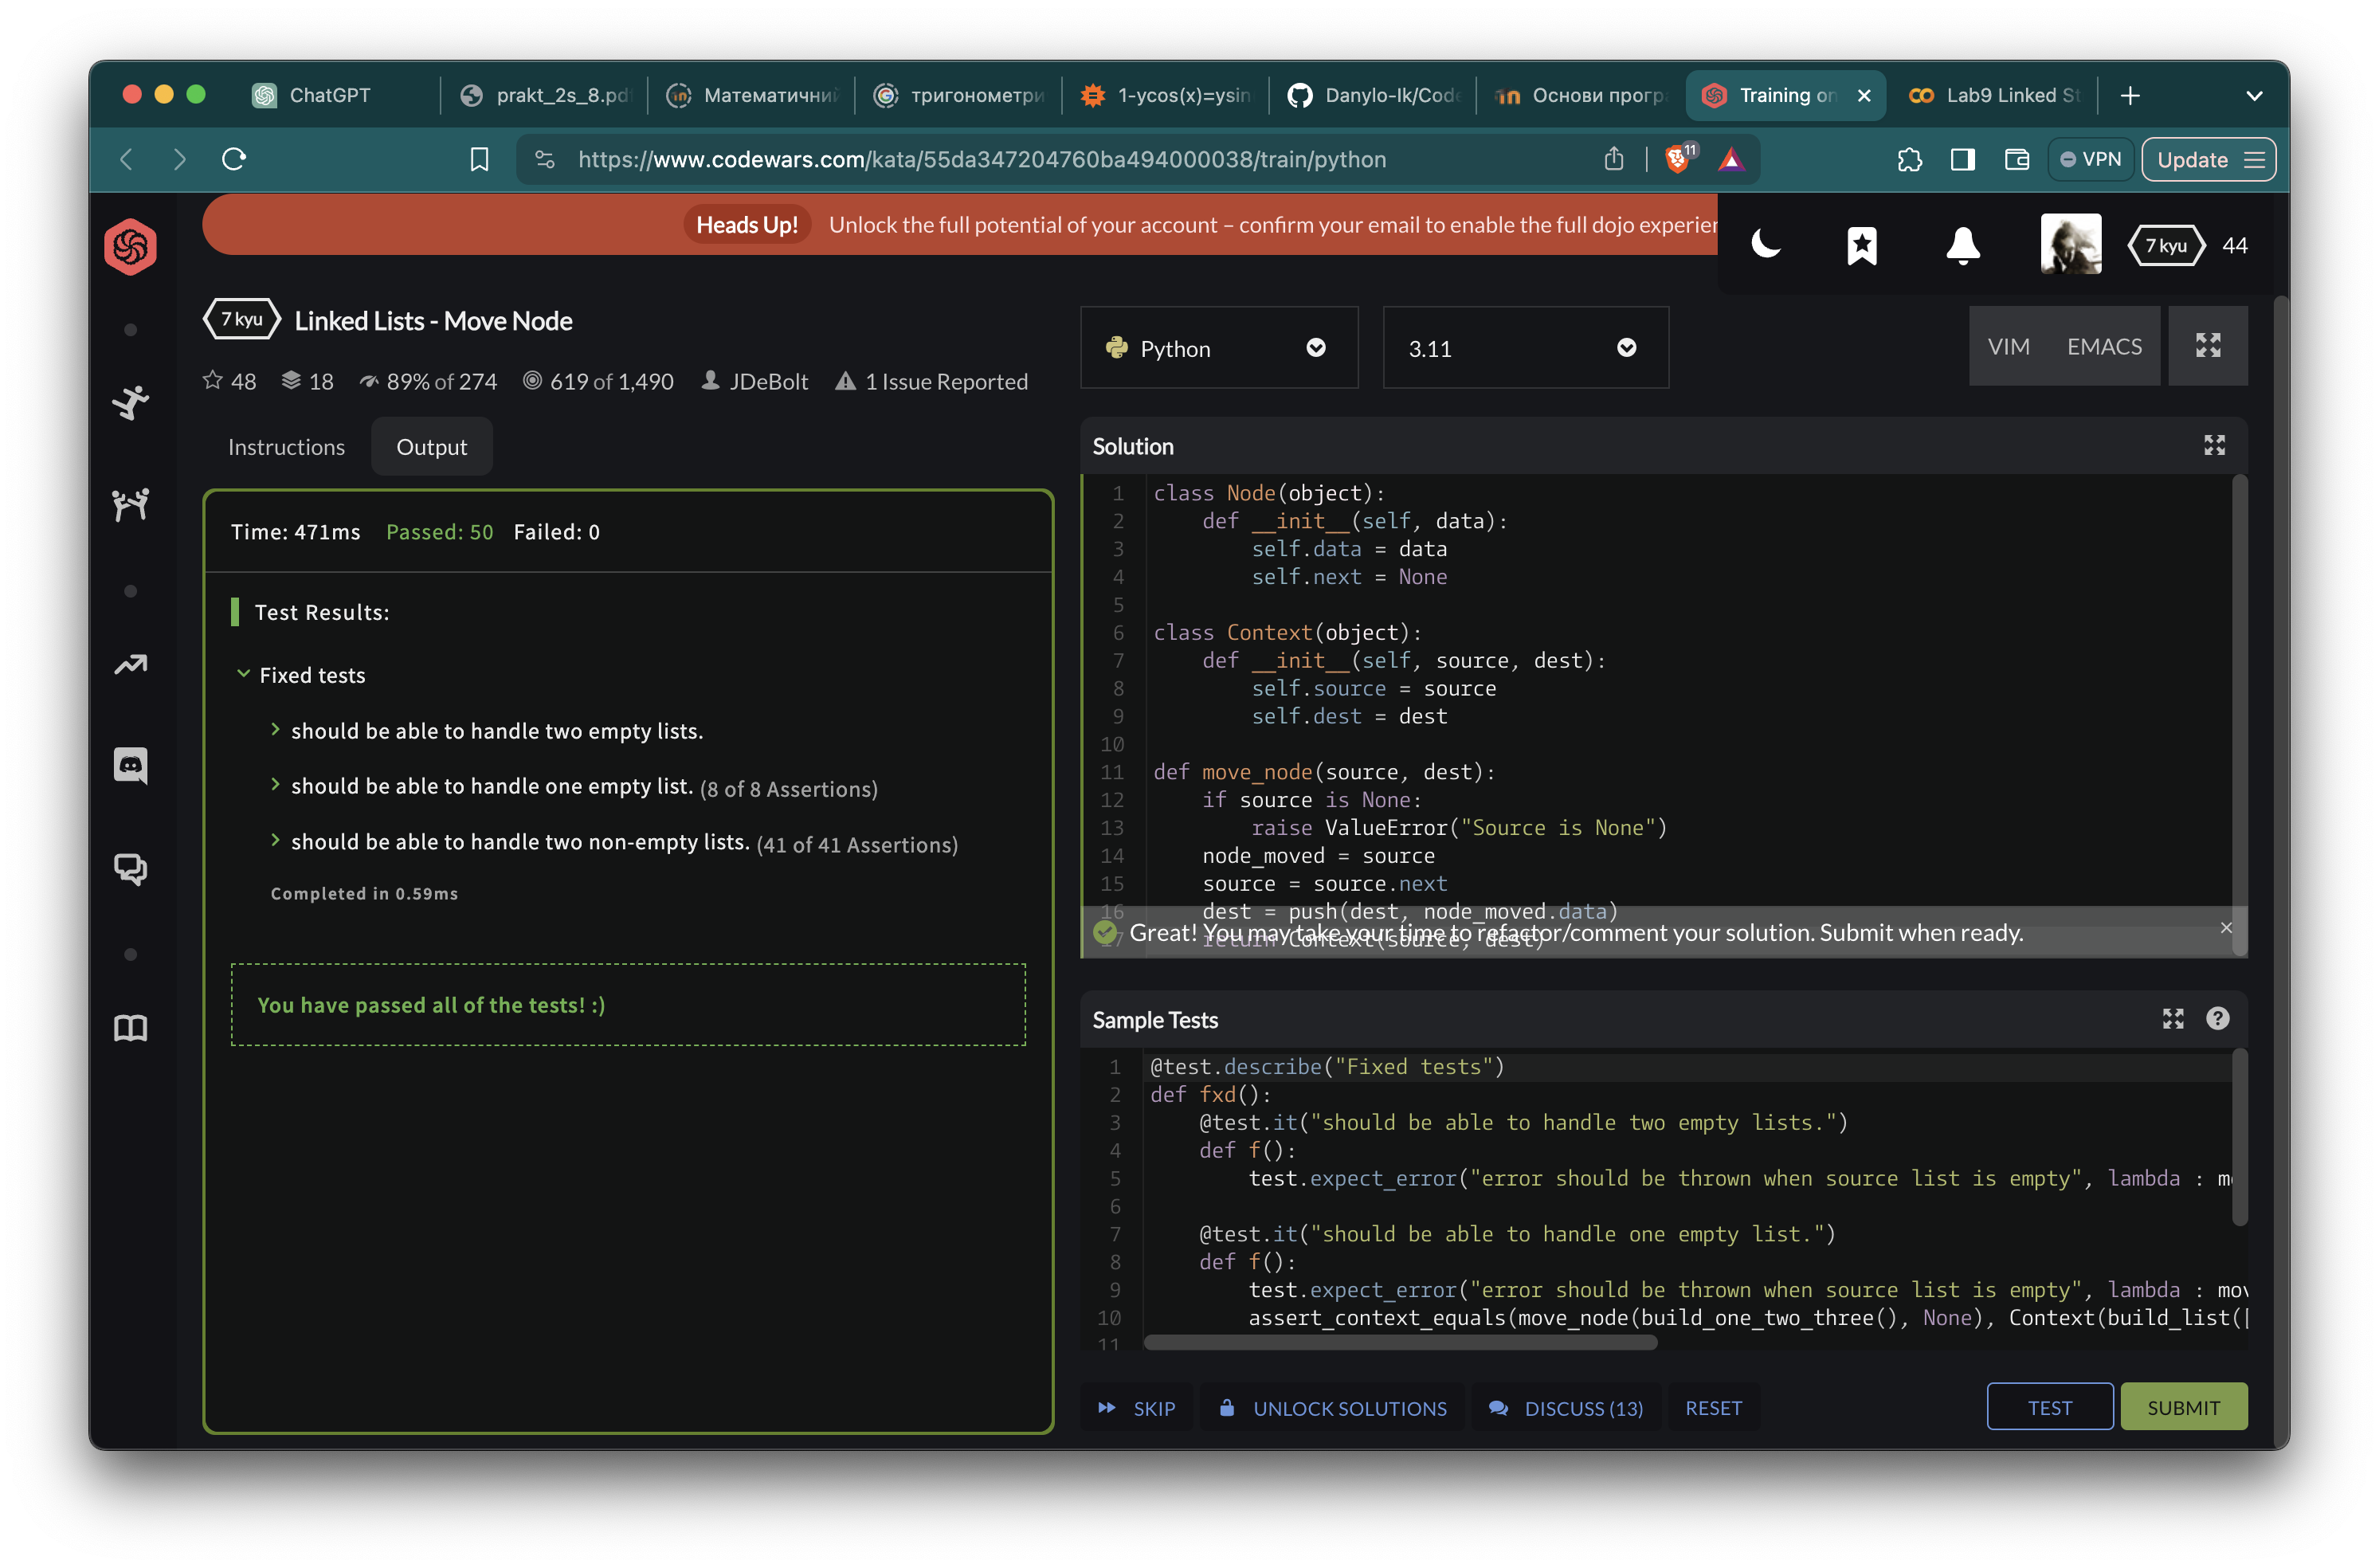 ChatGPT
prakt_2s_8.pd
Математичний
тригонометри
1-ycos(x)=ysin
Danylo-Ik/Code
Основи прогр
Training on
Lab9 Linked St
https://www.codewars.com/kata/55da347204760ba494000038/train/python
11
VPN
Update
Heads Up! Unlock the full potential of your account – confirm your email to enable the full dojo experien
7 kyu 44
7 kyu Linked Lists - Move Node
48 18 89% of 274 619 of 1,490 JDeBolt 1 Issue Reported
Instructions Output
Time: 471ms Passed: 50 Failed: 0
Test Results:
Fixed tests
should be able to handle two empty lists.
should be able to handle one empty list. (8 of 8 Assertions)
should be able to handle two non-empty lists. (41 of 41 Assertions)
Completed in 0.59ms
You have passed all of the tests! :)
Python 3.11 VIM EMACS
Solution
1 class Node(object):
2     def __init__(self, data):
3         self.data = data
4         self.next = None
5
6 class Context(object):
7     def __init__(self, source, dest):
8         self.source = source
9         self.dest = dest
10
11 def move_node(source, dest):
12     if source is None:
13         raise ValueError("Source is None")
14     node_moved = source
15     source = source.next
16     dest = push(dest, node_moved.data)
17     return Context(source, dest)
Great! You may take your time to refactor/comment your solution. Submit when ready.
Sample Tests
1 @test.describe("Fixed tests")
2 def fxd():
3     @test.it("should be able to handle two empty lists.")
4     def f():
5         test.expect_error("error should be thrown when source list is empty", lambda : mo
6
7     @test.it("should be able to handle one empty list.")
8     def f():
9         test.expect_error("error should be thrown when source list is empty", lambda : mov
10         assert_context_equals(move_node(build_one_two_three(), None), Context(build_list([
11
SKIP UNLOCK SOLUTIONS DISCUSS (13) RESET TEST SUBMIT